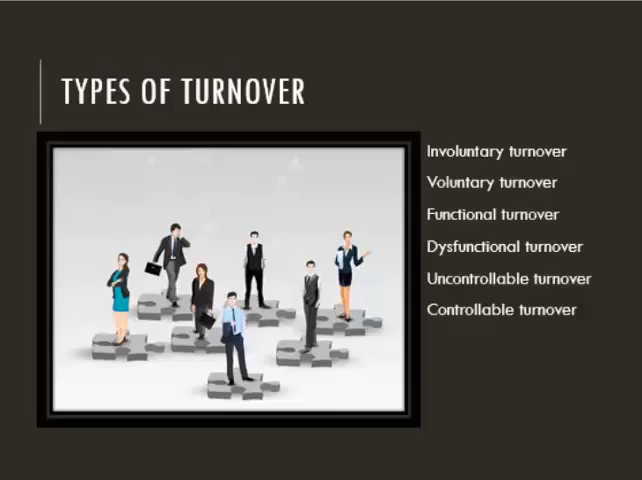 TYPES OF TURNOVER
Involuntary turnover
Voluntary turnover
Functional turnover
Dysfunctional turnover
Uncontrollable turnover
Controllable turnover